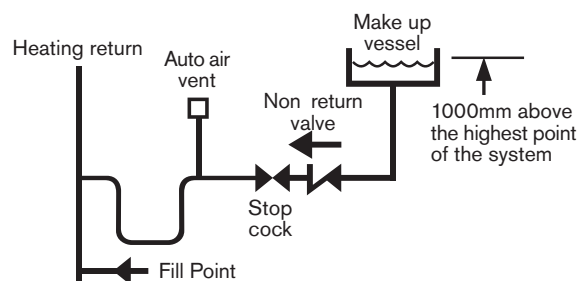 Make up
vessel
Heating return
Auto air
vent
Non return
valve
1000mm above
the highest point
of the system
Stop
cock
Fill Point